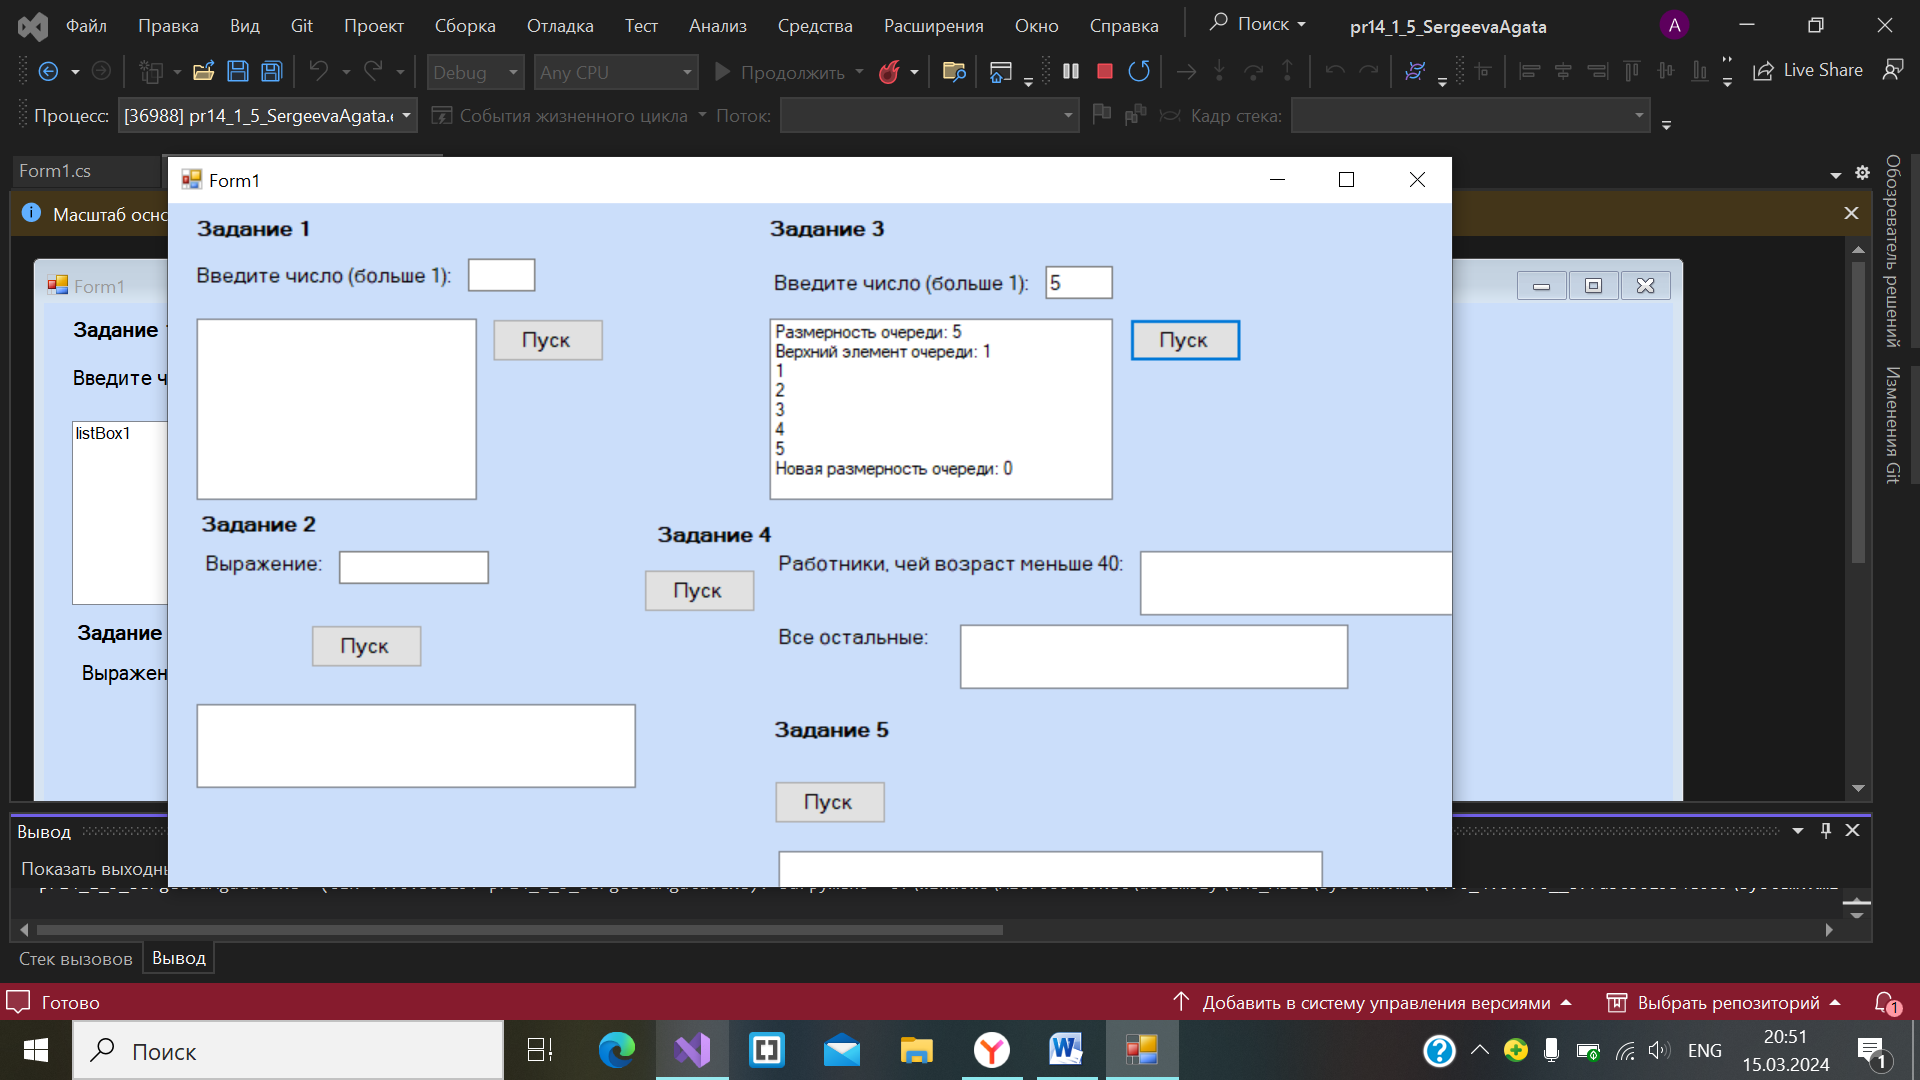 Файл Правка Вид Git Проект Сборка Отладка Тест Анализ Средства Расширения Окно Справка Поиск pr14_1_5_SergeevaAgata A
Debug Any CPU Продолжить Live Share
Процесс: [36988] pr14_1_5_SergeevaAgata.e События жизненного цикла Поток: Кадр стека:
Form1.cs
Масштаб осно
Form1
Задание 1
Введите число (больше 1):
Пуск
Задание 2
Выражение:
Пуск
Задание 3
Введите число (больше 1): 5
Размерность очереди: 5
Верхний элемент очереди: 1
1
2
3
4
5
Новая размерность очереди: 0
Пуск
Задание 4
Пуск
Работники, чей возраст меньше 40:
Все остальные:
Задание 5
Пуск
Form1
Задание 1
Введите ч
listBox1
Задание
Выражен
Обозреватель решений
Изменения Git
Вывод
Показать выходны
Стек вызовов Вывод
Готово Добавить в систему управления версиями Выбрать репозиторий 1
Поиск ENG 20:51
15.03.2024 1